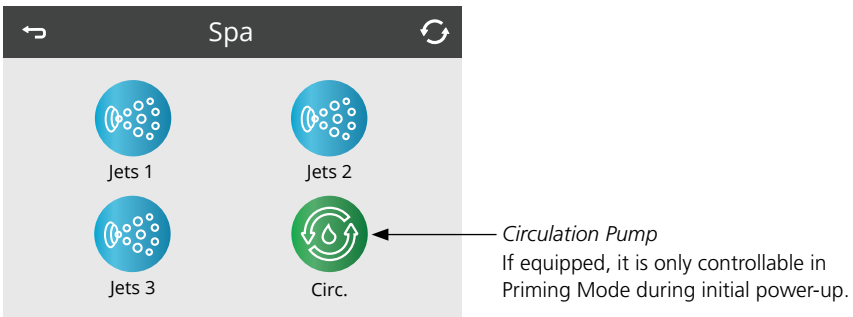 Spa
Jets 1
Jets 2
Jets 3
Circ.
Circulation Pump
If equipped, it is only controllable in
Priming Mode during initial power-up.